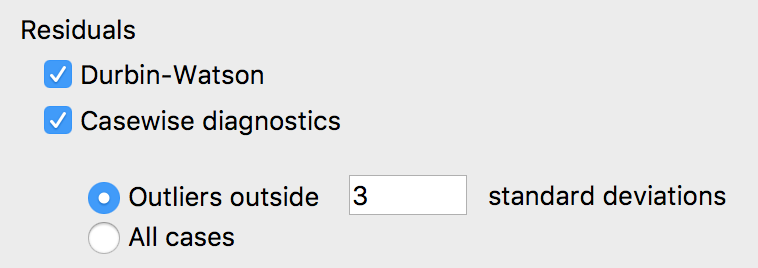 Residuals
Durbin-Watson
Casewise diagnostics
Outliers outside 3 standard deviations
All cases